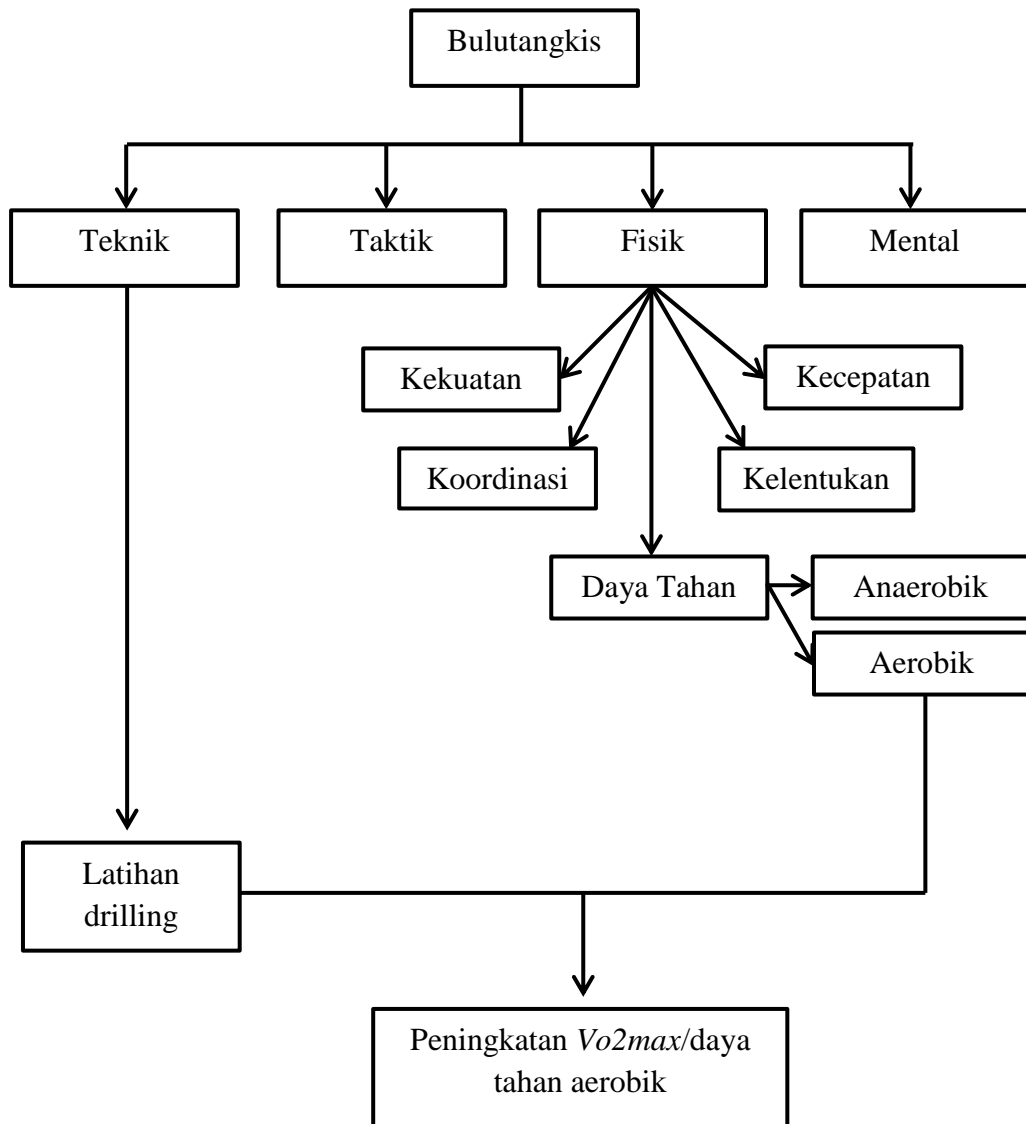 Bulutangkis
Teknik
Taktik
Fisik
Mental
Kekuatan
Kecepatan
Koordinasi
Kelentukan
Daya Tahan
Anaerobik
Aerobik
Latihan
drilling
Peningkatan Vo2max/daya
tahan aerobik